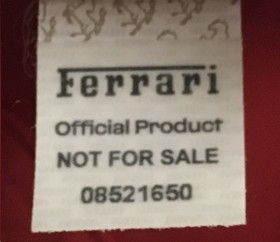 Ferrari
Official Product
NOT FOR SALE
08521650